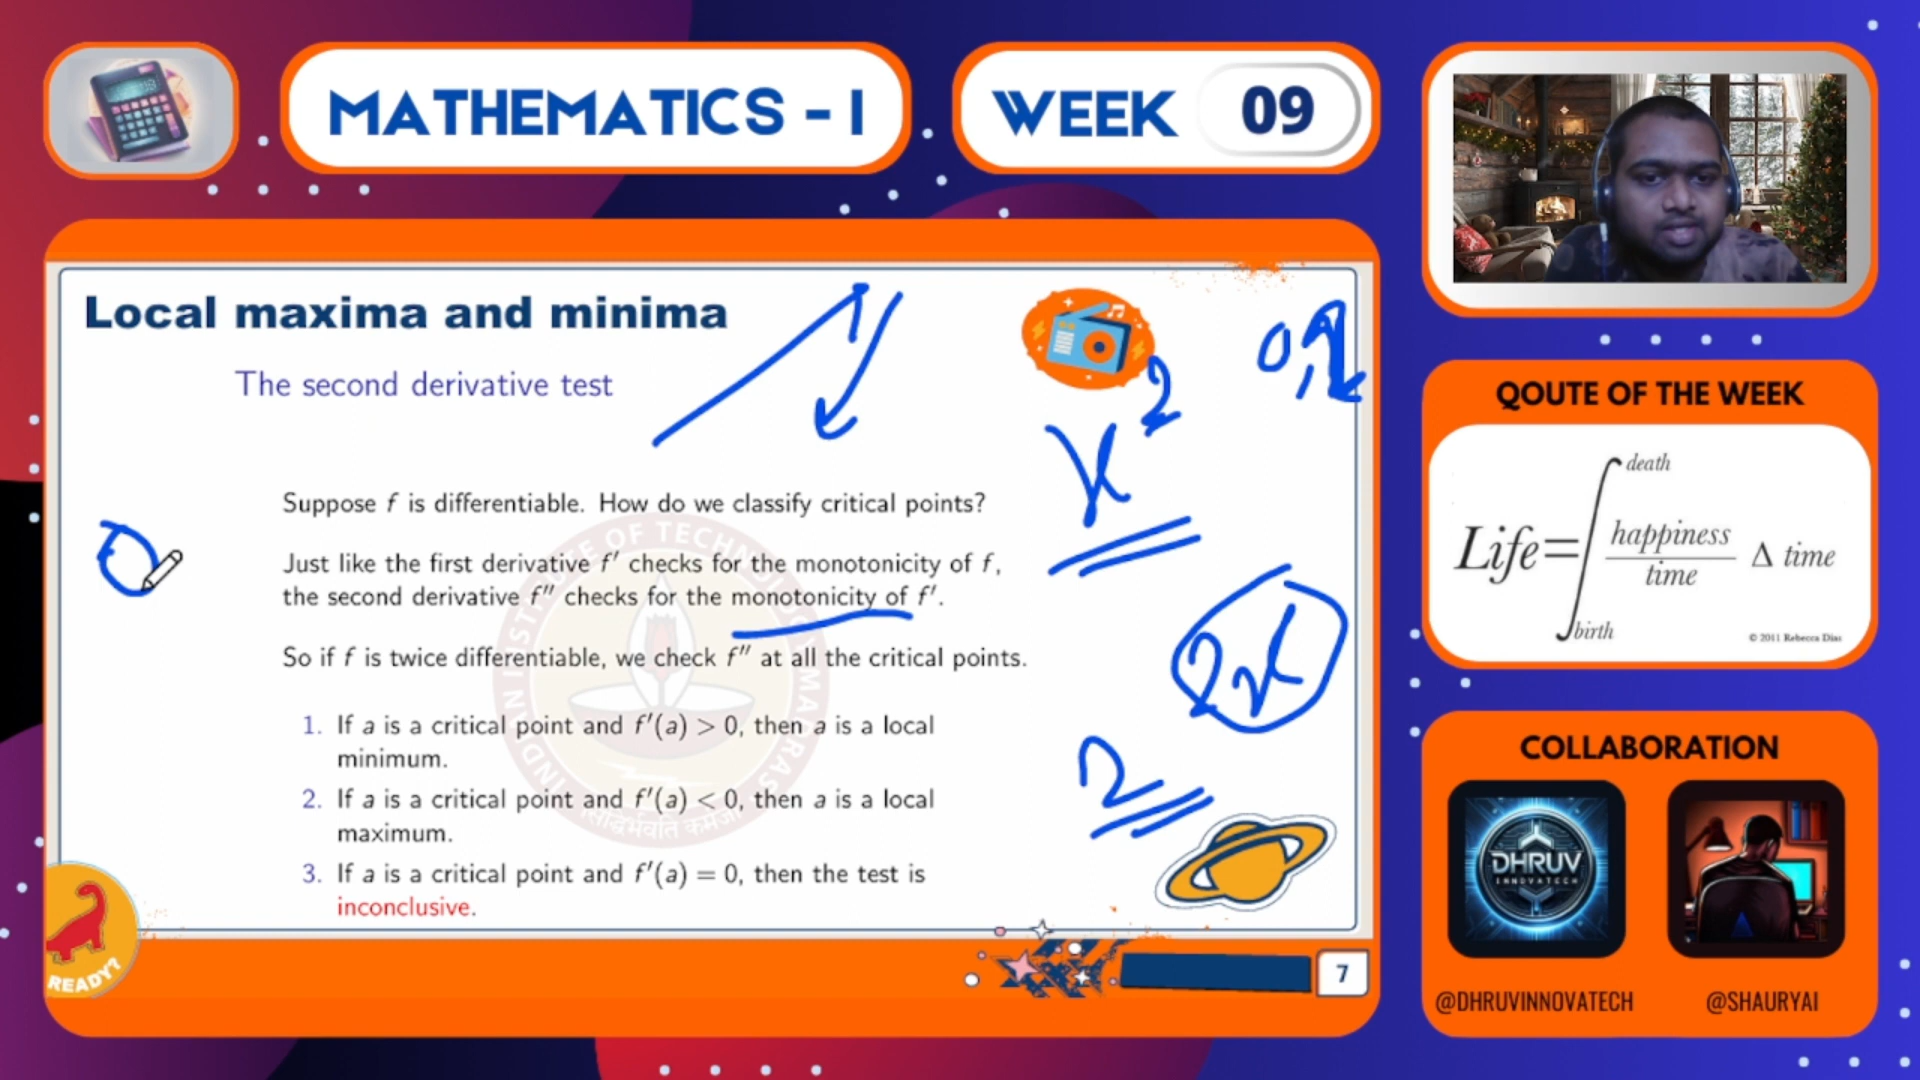 MATHEMATICS - I
WEEK 09
Local maxima and minima
The second derivative test
0,
x²
Suppose f is differentiable. How do we classify critical points?
Just like the first derivative f′ checks for the monotonicity of f,
the second derivative f″ checks for the monotonicity of f′.
So if f is twice differentiable, we check f″ at all the critical points.
2x
1. If a is a critical point and f′(a) > 0, then a is a local
minimum.
2. If a is a critical point and f′(a) < 0, then a is a local
maximum.
3. If a is a critical point and f′(a) = 0, then the test is
inconclusive.
2
READY?
7
QOUTE OF THE WEEK
death
Life=∫ happiness
time
Δ time
birth
© 2011 Rebecca Dias
COLLABORATION
DHRUV
INNOVATECH
@DHRUVINNOVATECH
@SHAURYAI